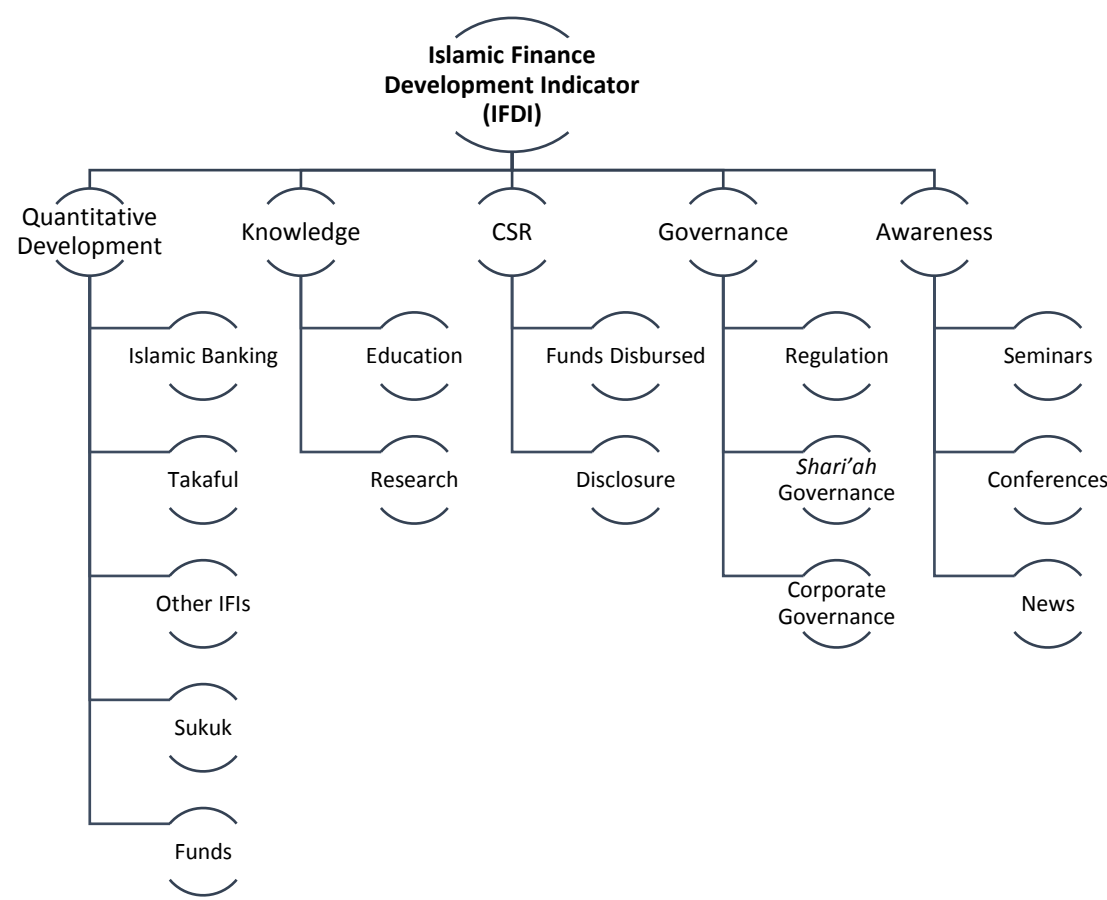 Islamic Finance
Development Indicator
(IFDI)
Quantitative
Development
Knowledge
CSR
Governance
Awareness
Islamic Banking
Education
Funds Disbursed
Regulation
Seminars
Takaful
Research
Disclosure
Shari’ah
Governance
Conferences
Other IFIs
Corporate
Governance
News
Sukuk
Funds